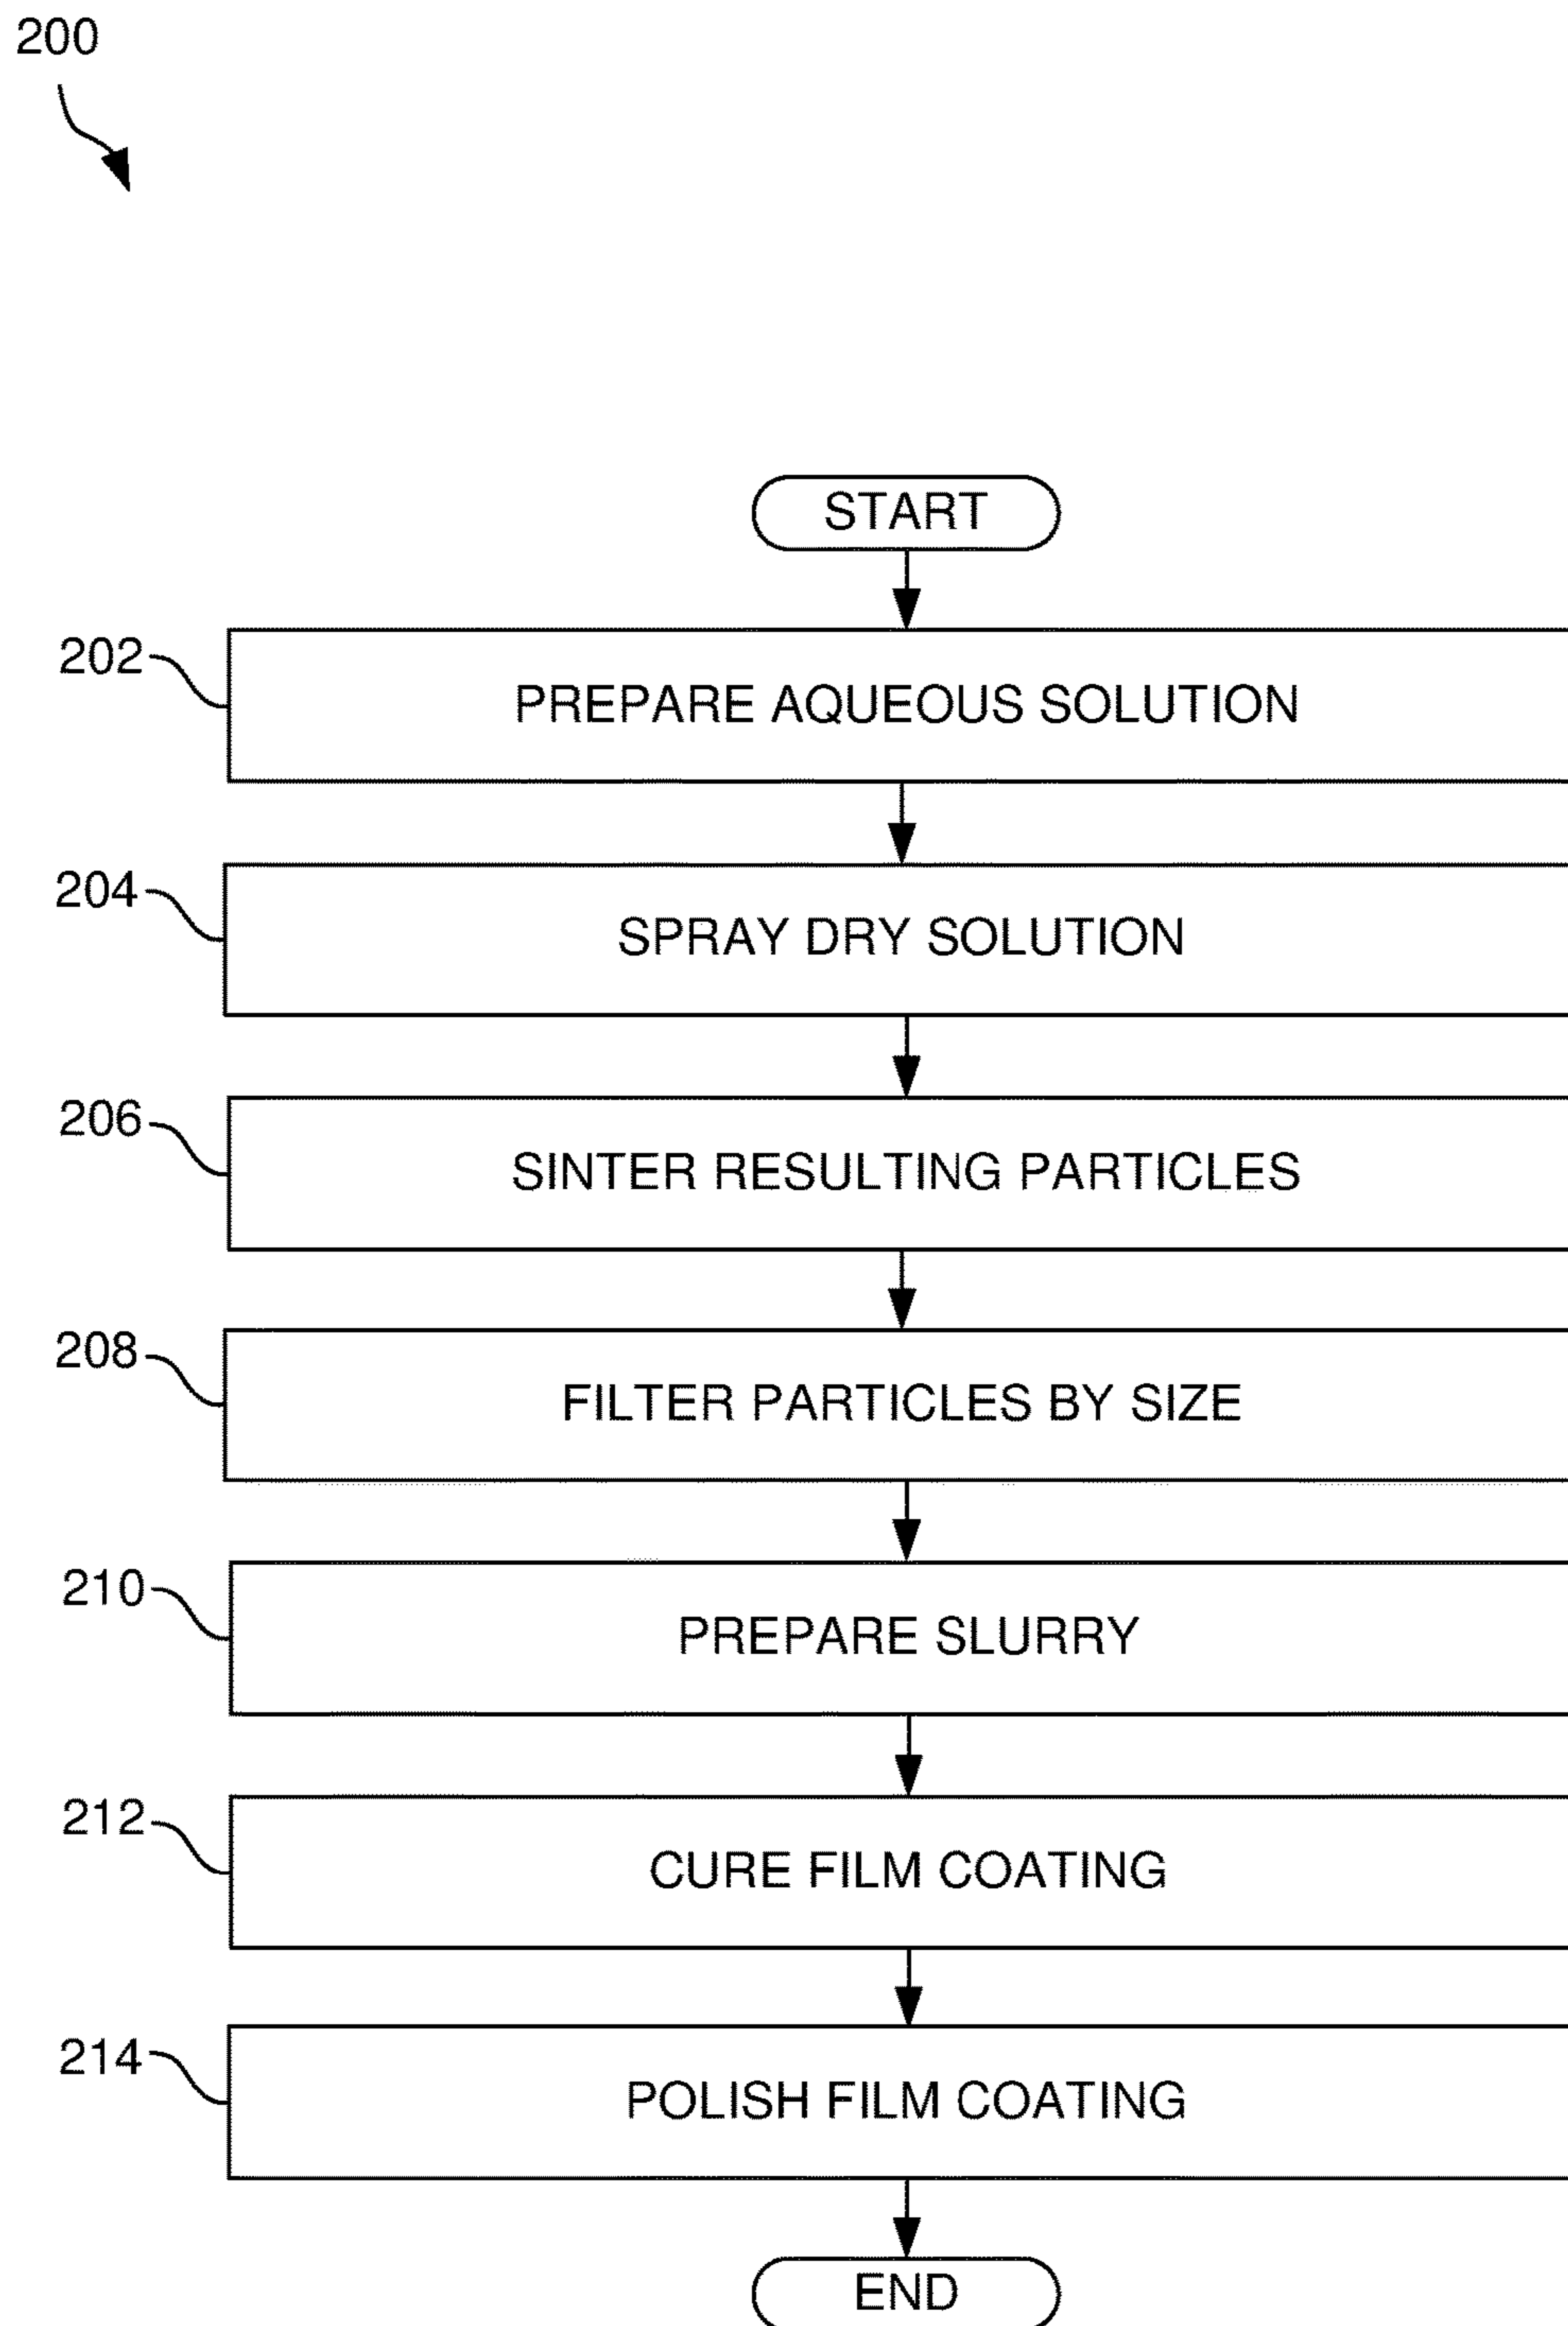 200
START
202
PREPARE AQUEOUS SOLUTION
204
SPRAY DRY SOLUTION
206
SINTER RESULTING PARTICLES
208
FILTER PARTICLES BY SIZE
210
PREPARE SLURRY
212
CURE FILM COATING
214
POLISH FILM COATING
END